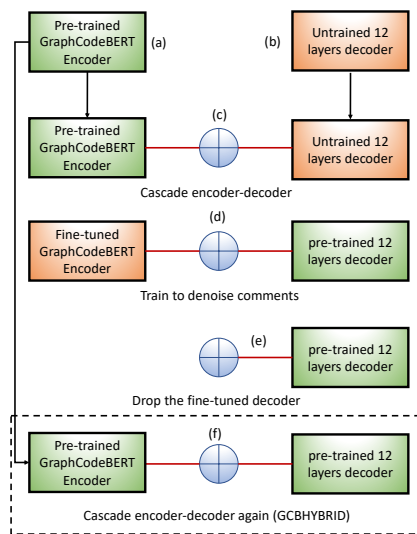 Pre-trained
GraphCodeBERT
Encoder
(a)
(b)
Untrained 12
layers decoder
Pre-trained
GraphCodeBERT
Encoder
(c)
Untrained 12
layers decoder
Cascade encoder-decoder
Fine-tuned
GraphCodeBERT
Encoder
(d)
pre-trained 12
layers decoder
Train to denoise comments
(e)
pre-trained 12
layers decoder
Drop the fine-tuned decoder
Pre-trained
GraphCodeBERT
Encoder
(f)
pre-trained 12
layers decoder
Cascade encoder-decoder again (GCBHYBRID)